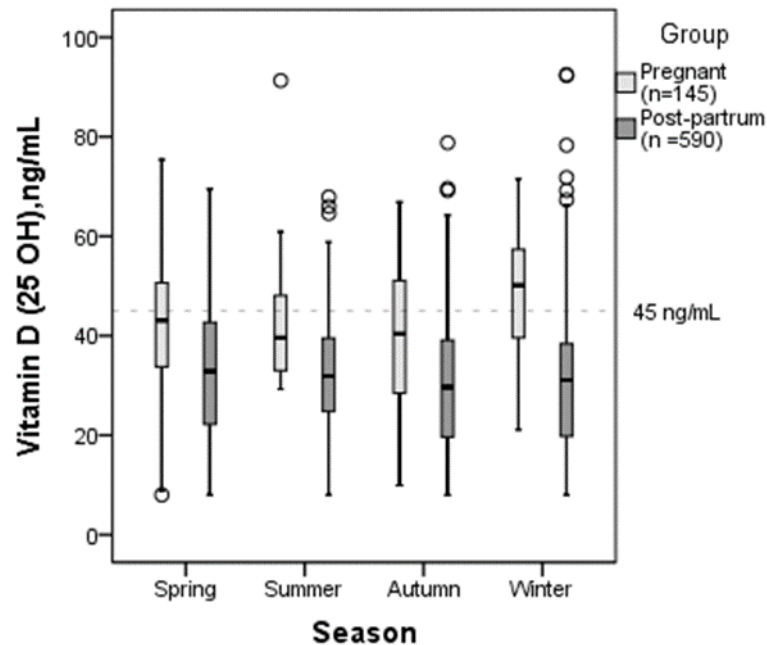 Group
Pregnant
(n=145)
Post-partrum
(n =590)
Vitamin D (25 OH),ng/mL
100
80
60
40
20
0
45 ng/mL
Spring
Summer
Autumn
Winter
Season